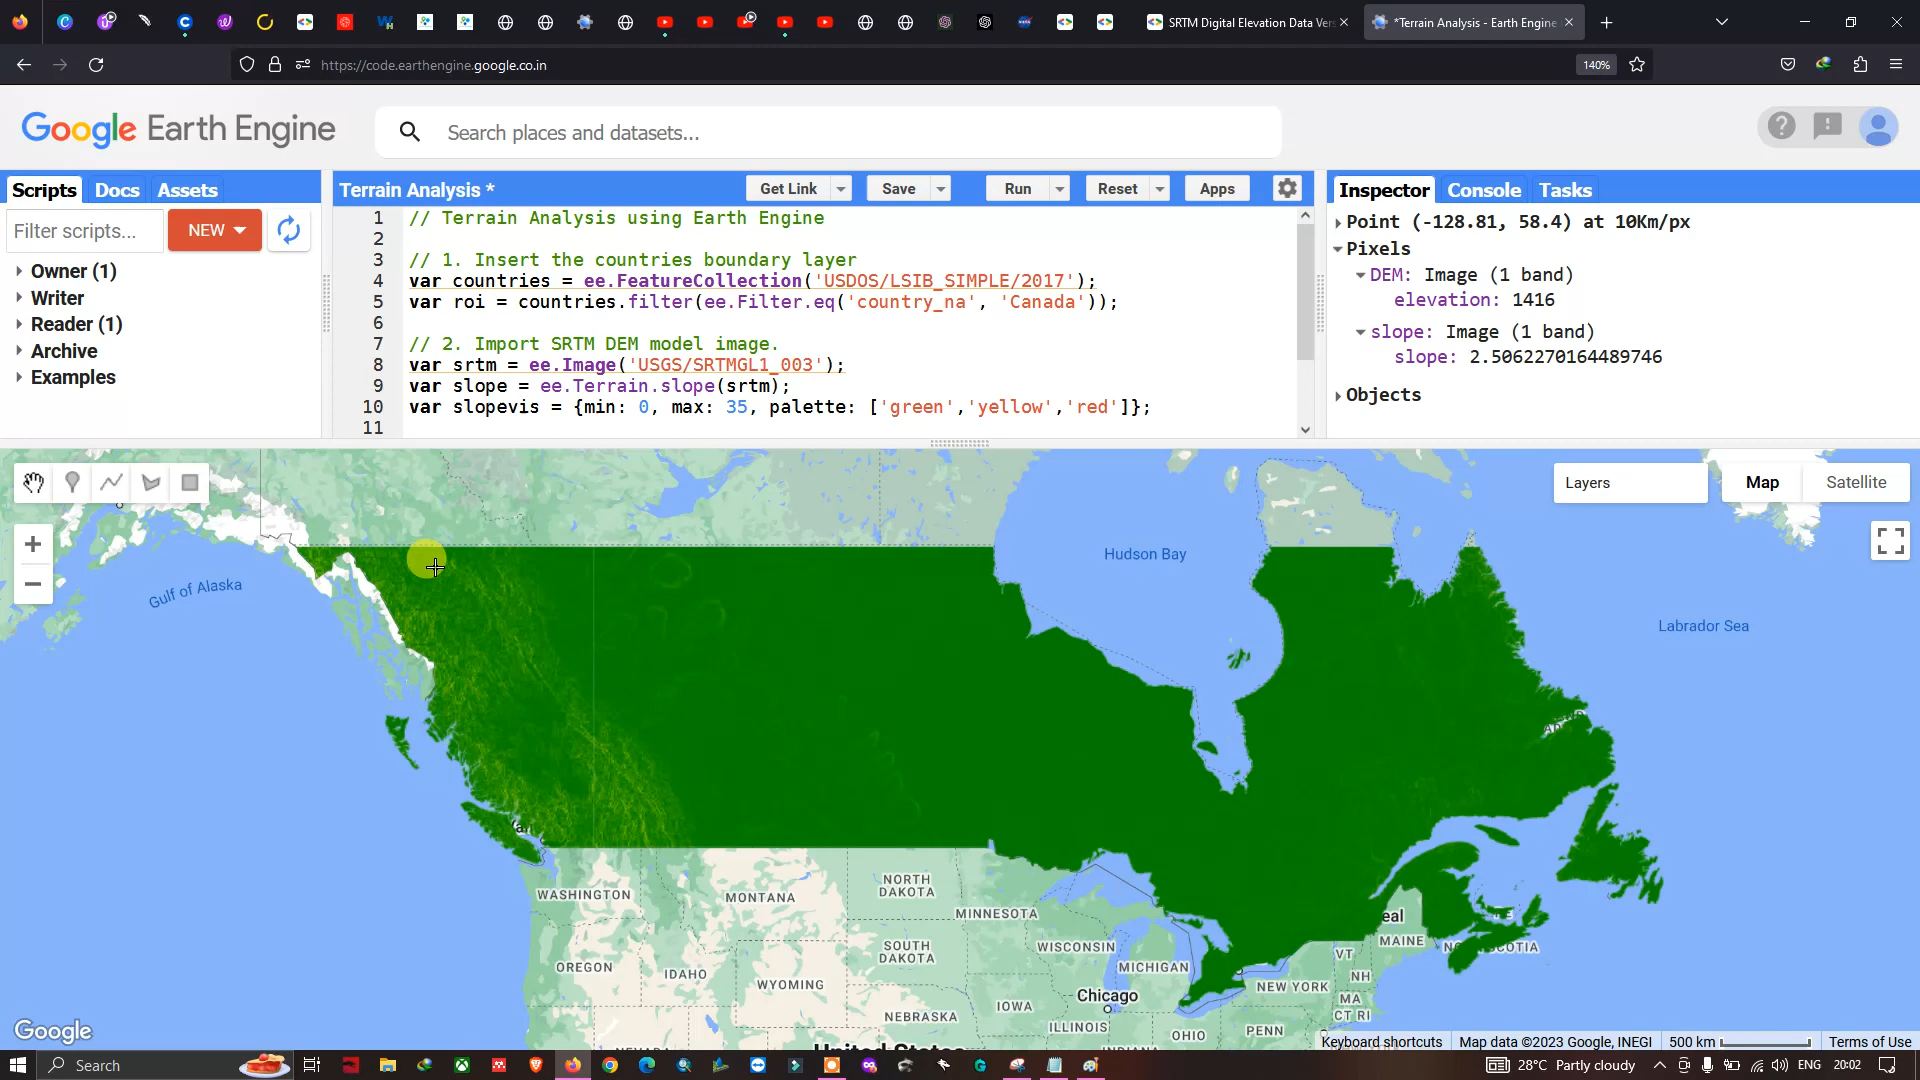 SRTM Digital Elevation Data Vers
*Terrain Analysis - Earth Engine
https://code.earthengine.google.co.in
140%
Google Earth Engine
Search places and datasets...
Scripts Docs Assets
Filter scripts...
NEW
Owner (1)
Writer
Reader (1)
Archive
Examples
Terrain Analysis *
Get Link
Save
Run
Reset
Apps
1 // Terrain Analysis using Earth Engine
2
3 // 1. Insert the countries boundary layer
4 var countries = ee.FeatureCollection('USDOS/LSIB_SIMPLE/2017');
5 var roi = countries.filter(ee.Filter.eq('country_na', 'Canada'));
6
7 // 2. Import SRTM DEM model image.
8 var srtm = ee.Image('USGS/SRTMGL1_003');
9 var slope = ee.Terrain.slope(srtm);
10 var slopevis = {min: 0, max: 35, palette: ['green','yellow','red']};
11
Inspector Console Tasks
Point (-128.81, 58.4) at 10Km/px
Pixels
DEM: Image (1 band)
elevation: 1416
slope: Image (1 band)
slope: 2.5062270164489746
Objects
Layers
Map
Satellite
Hudson Bay
Gulf of Alaska
Labrador Sea
WASHINGTON
MONTANA
NORTH
DAKOTA
MINNESOTA
eal
MAINE
SOUTH
DAKOTA
WISCONSIN
VT
OREGON
IDAHO
MICHIGAN
NH
WYOMING
NEW YORK
MA
Chicago
IOWA
CT RI
NEBRASKA
ILLINOIS
OHIO
PENN
United States
Google
Keyboard shortcuts
Map data ©2023 Google, INEGI
500 km
Terms of Use
Search
28°C Partly cloudy
ENG
20:02